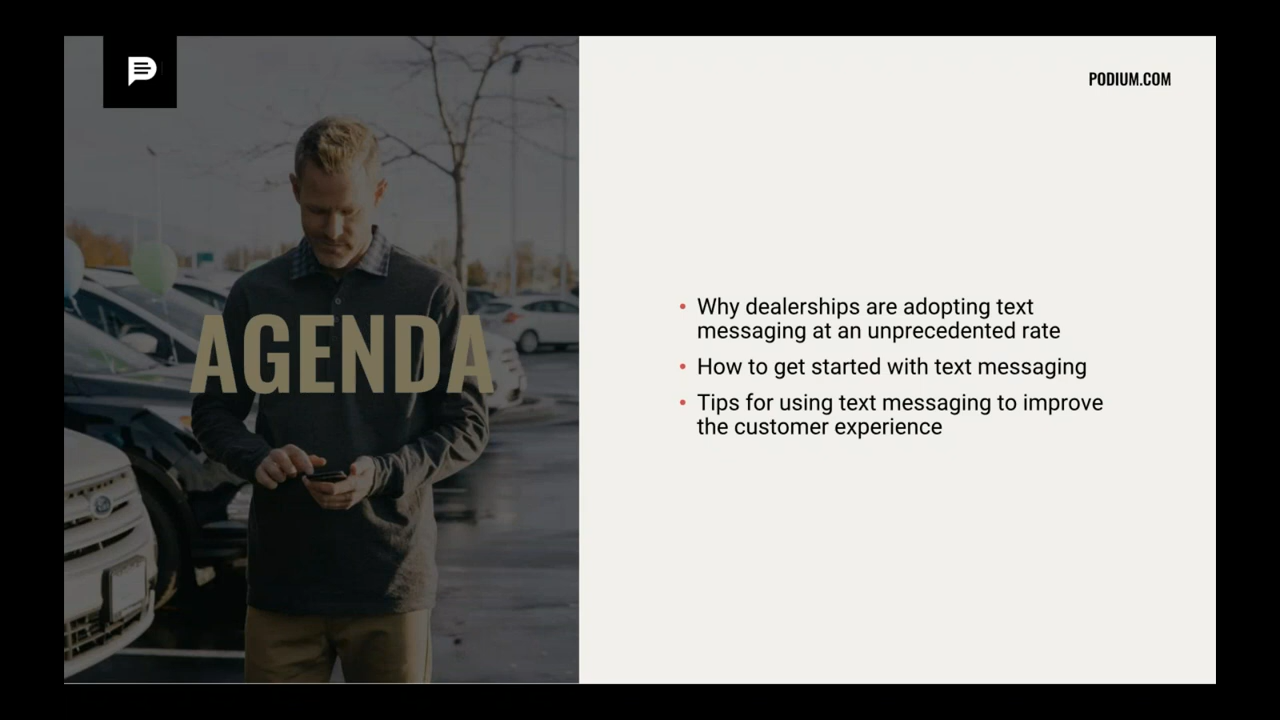 PODIUM.COM
AGENDA
• Why dealerships are adopting text
messaging at an unprecedented rate
• How to get started with text messaging
• Tips for using text messaging to improve
the customer experience